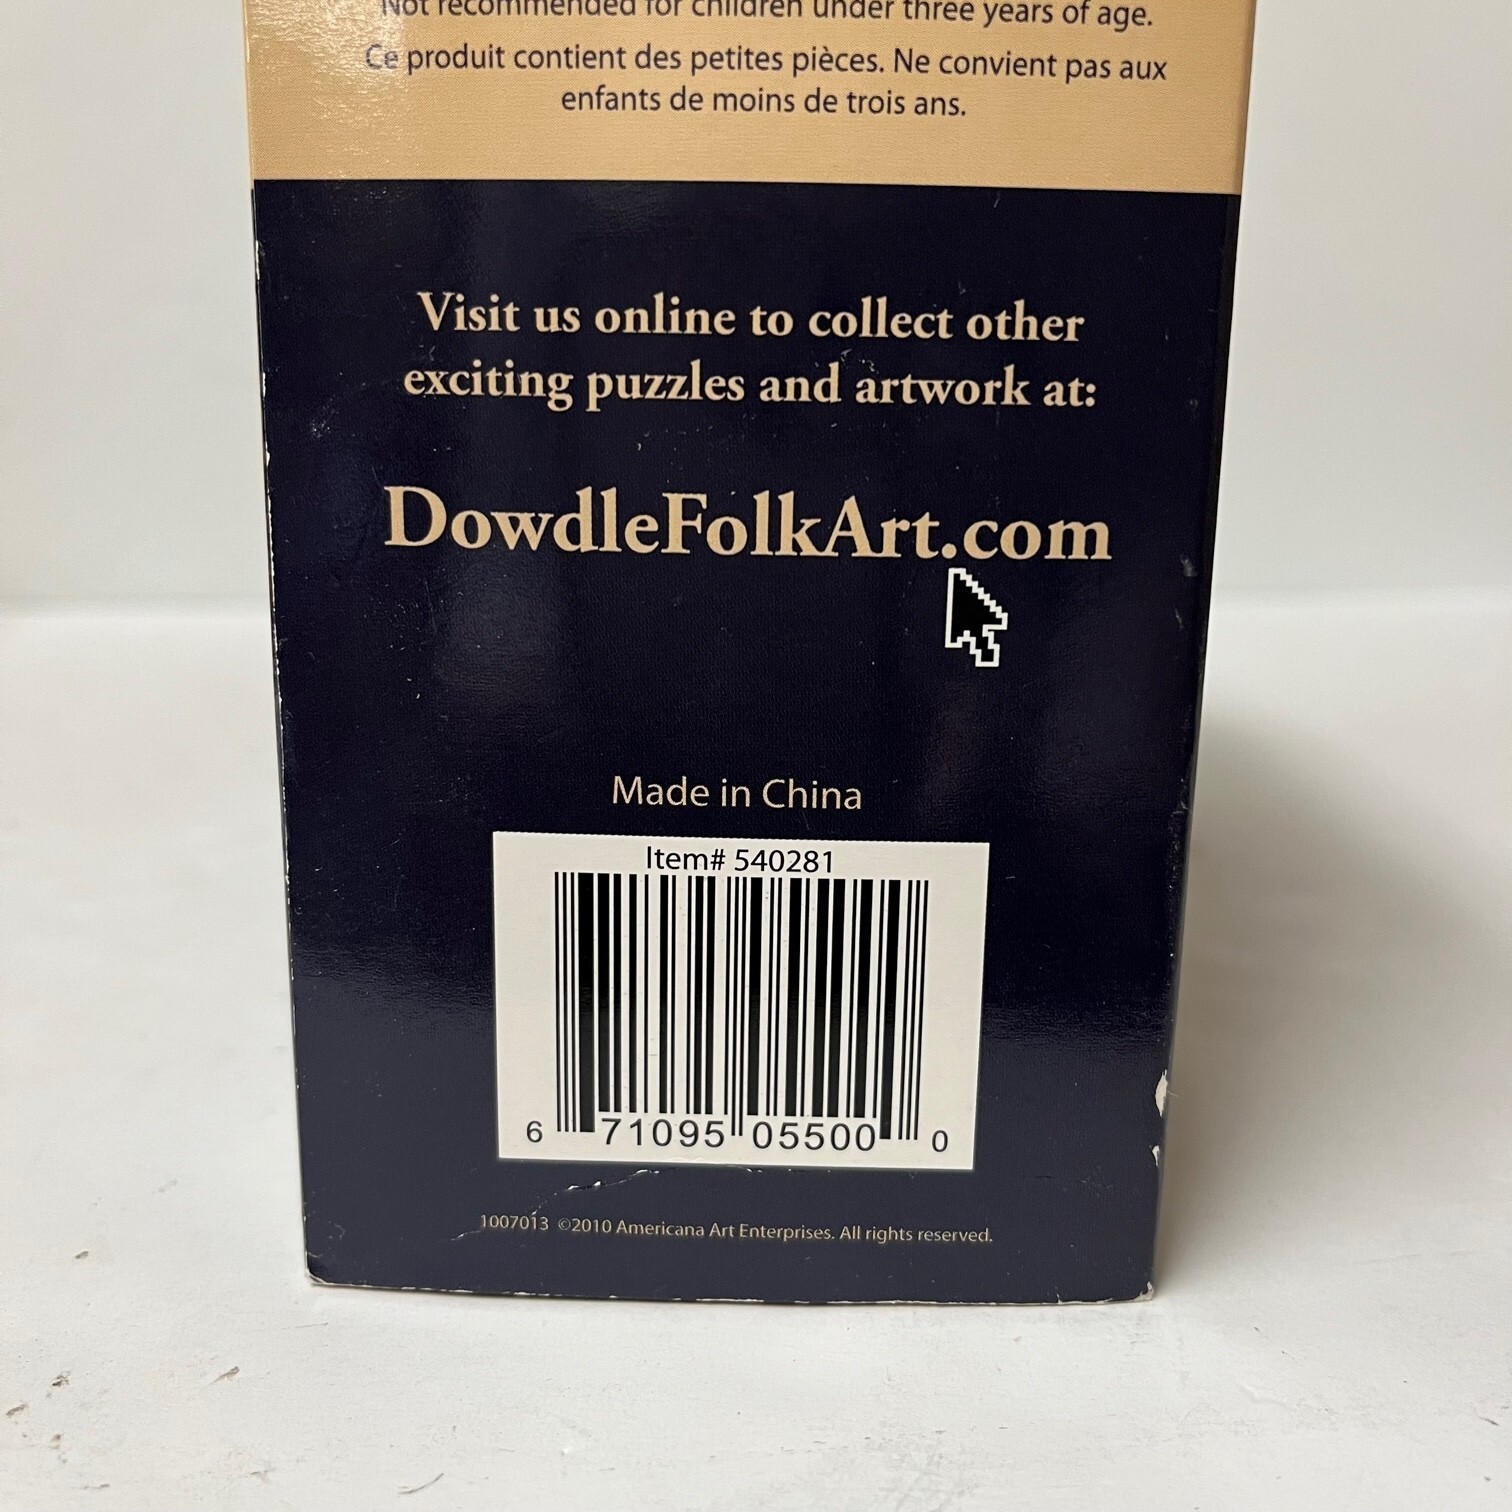 Not recommended for children under three years of age.
Ce produit contient des petites pièces. Ne convient pas aux
enfants de moins de trois ans.
Visit us online to collect other
exciting puzzles and artwork at:
DowdleFolkArt.com
Made in China
Item# 540281
6 71095 05500 0
1007013 ©2010 Americana Art Enterprises. All rights reserved.